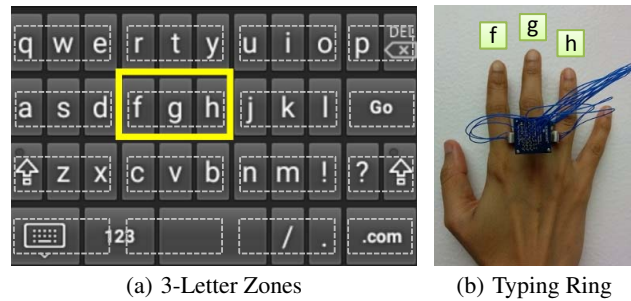 q w e r t y u i o p DEL
a s d f g h j k l Go
z x c v b n m ! ?
123 / . .com
f g h
(a) 3-Letter Zones
(b) Typing Ring